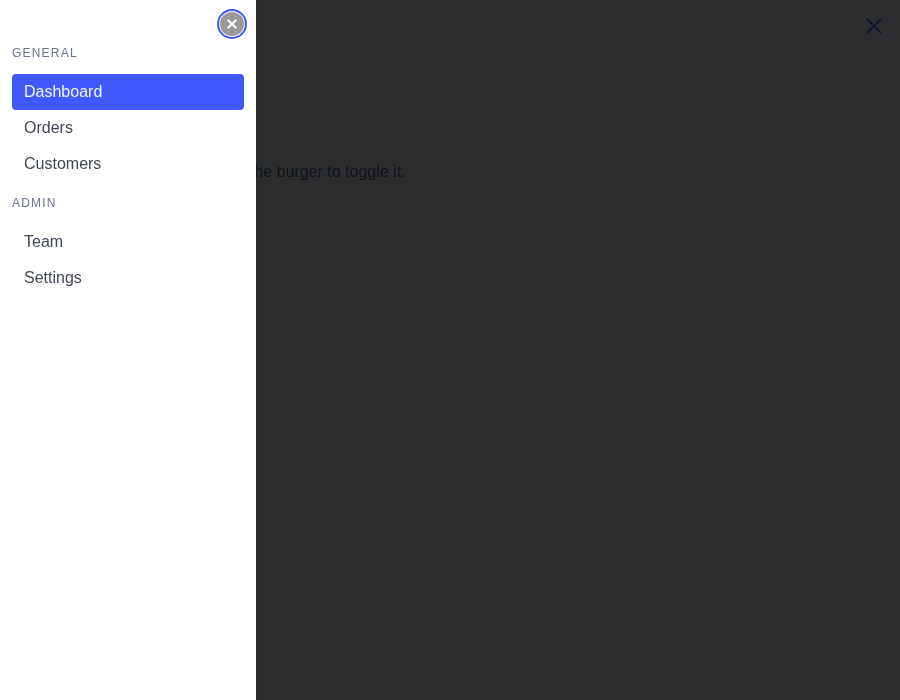 GENERAL
Dashboard
Orders
Customers
he burger to toggle it.
ADMIN
Team
Settings